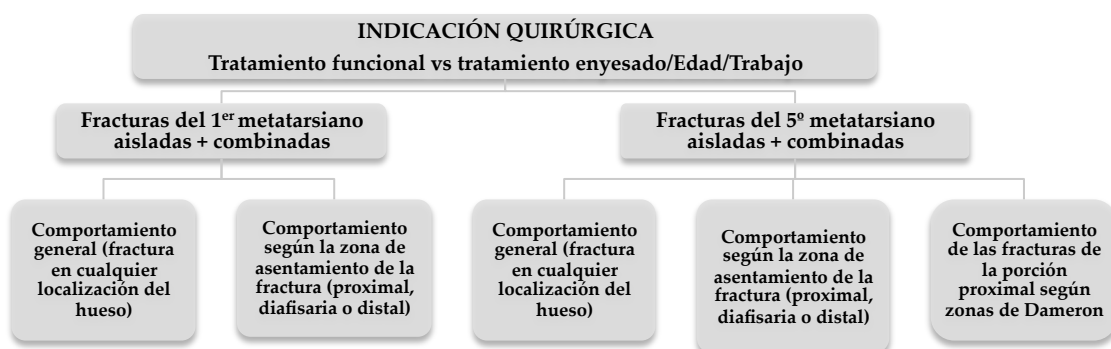 INDICACIÓN QUIRÚRGICA
Tratamiento funcional vs tratamiento enyesado/Edad/Trabajo
Fracturas del 1er metatarsiano
aisladas + combinadas
Fracturas del 5º metatarsiano
aisladas + combinadas
Comportamiento
general (fractura
en cualquier
localización del
hueso)
Comportamiento
según la zona de
asentamiento de la
fractura (proximal,
diafisaria o distal)
Comportamiento
general (fractura
en cualquier
localización del
hueso)
Comportamiento
según la zona de
asentamiento de la
fractura (proximal,
diafisaria o distal)
Comportamiento
de las fracturas de
la porción
proximal según
zonas de Dameron